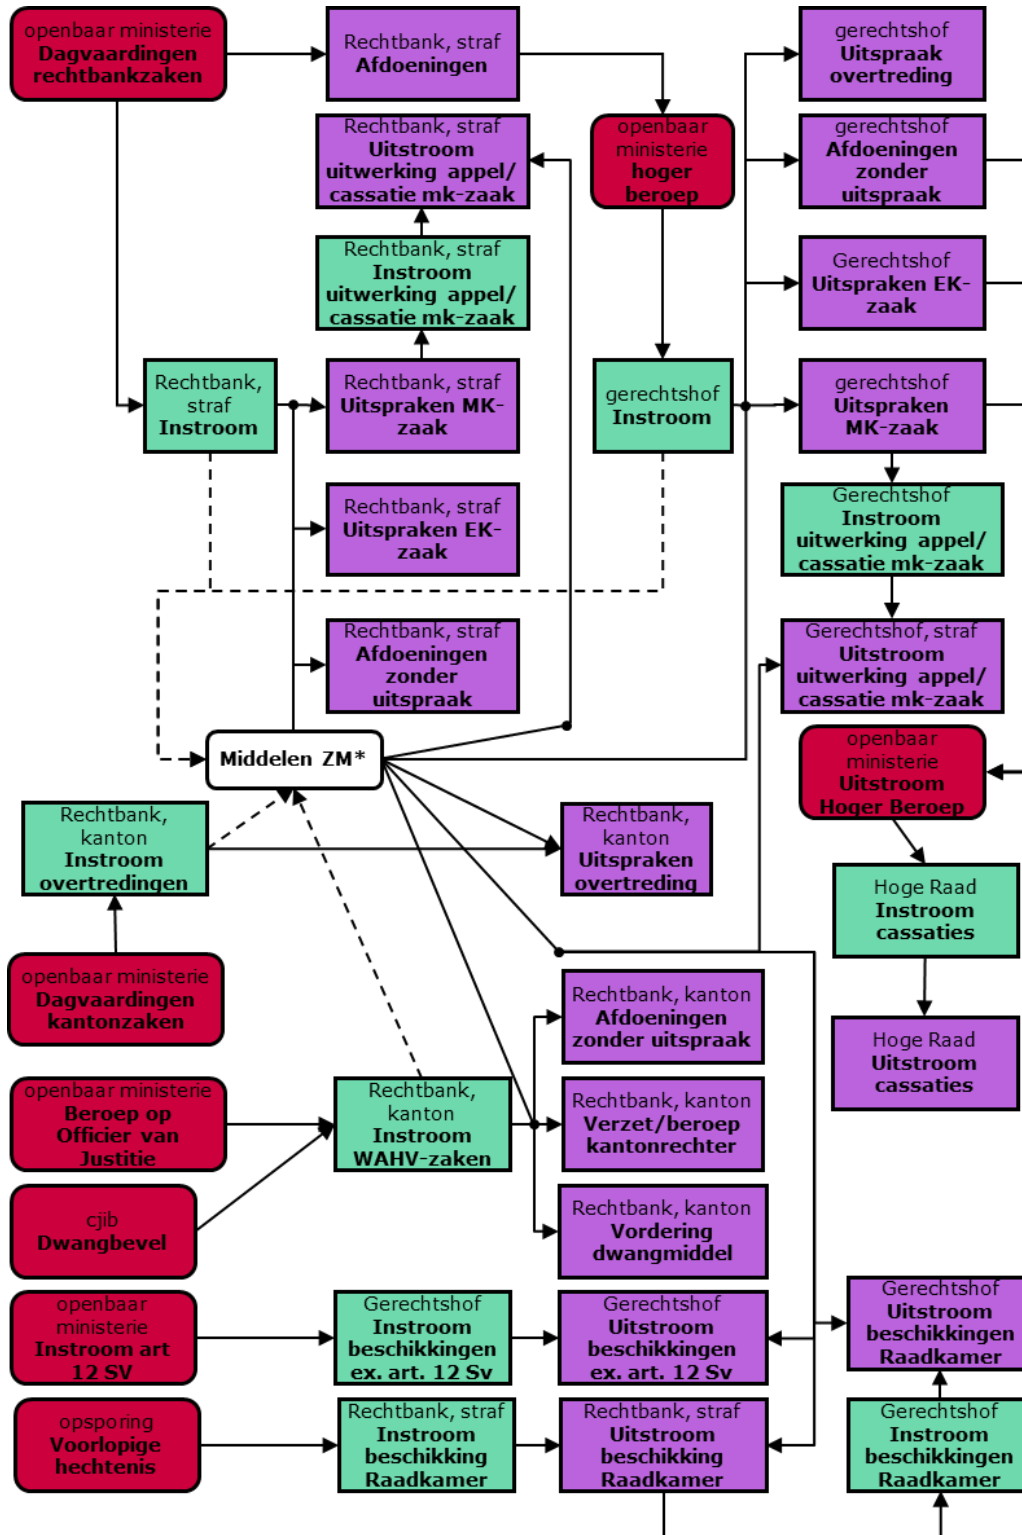 openbaar ministerie
Dagvaardingen
rechtbankzaken
Rechtbank, straf
Afdoeningen
gerechtshof
Uitspraak
overtreding
Rechtbank, straf
Uitstroom
uitwerking appel/
cassatie mk-zaak
openbaar
ministerie
hoger
beroep
gerechtshof
Afdoeningen
zonder
uitspraak
Rechtbank, straf
Instroom
uitwerking appel/
cassatie mk-zaak
Gerechtshof
Uitspraken EK-
zaak
Rechtbank,
straf
Instroom
Rechtbank, straf
Uitspraken MK-
zaak
gerechtshof
Instroom
gerechtshof
Uitspraken
MK-zaak
Rechtbank, straf
Uitspraken EK-
zaak
Gerechtshof
Instroom
uitwerking appel/
cassatie mk-zaak
Rechtbank, straf
Afdoeningen
zonder
uitspraak
Gerechtshof, straf
Uitstroom
uitwerking appel/
cassatie mk-zaak
Middelen ZM*
openbaar
ministerie
Uitstroom
Hoger Beroep
Rechtbank,
kanton
Instroom
overtredingen
Rechtbank,
kanton
Uitspraken
overtreding
Hoge Raad
Instroom
cassaties
openbaar ministerie
Dagvaardingen
kantonzaken
Rechtbank, kanton
Afdoeningen
zonder uitspraak
Hoge Raad
Uitstroom
cassaties
openbaar ministerie
Beroep op
Officier van
Justitie
Rechtbank,
kanton
Instroom
WAHV-zaken
Rechtbank, kanton
Verzet/beroep
kantonrechter
cjib
Dwangbevel
Rechtbank, kanton
Vordering
dwangmiddel
openbaar
ministerie
Instroom art
12 SV
Gerechtshof
Instroom
beschikkingen
ex. art. 12 Sv
Gerechtshof
Uitstroom
beschikkingen
ex. art. 12 Sv
Gerechtshof
Uitstroom
beschikkingen
Raadkamer
opsporing
Voorlopige
hechtenis
Rechtbank, straf
Instroom
beschikking
Raadkamer
Rechtbank, straf
Uitstroom
beschikking
Raadkamer
Gerechtshof
Instroom
beschikkingen
Raadkamer